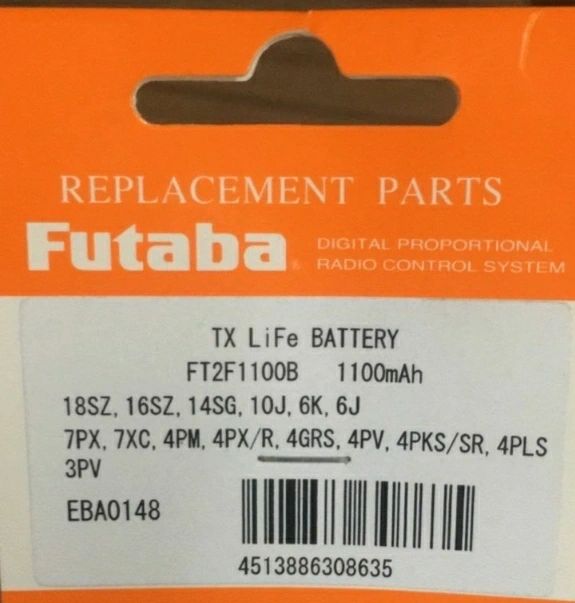 REPLACEMENT PARTS
Futaba®
DIGITAL PROPORTIONAL
RADIO CONTROL SYSTEM
TX LiFe BATTERY
FT2F1100B 1100mAh
18SZ, 16SZ, 14SG, 10J, 6K, 6J
7PX, 7XC, 4PM, 4PX/R, 4GRS, 4PV, 4PKS/SR, 4PLS
3PV
EBA0148
4513886308635